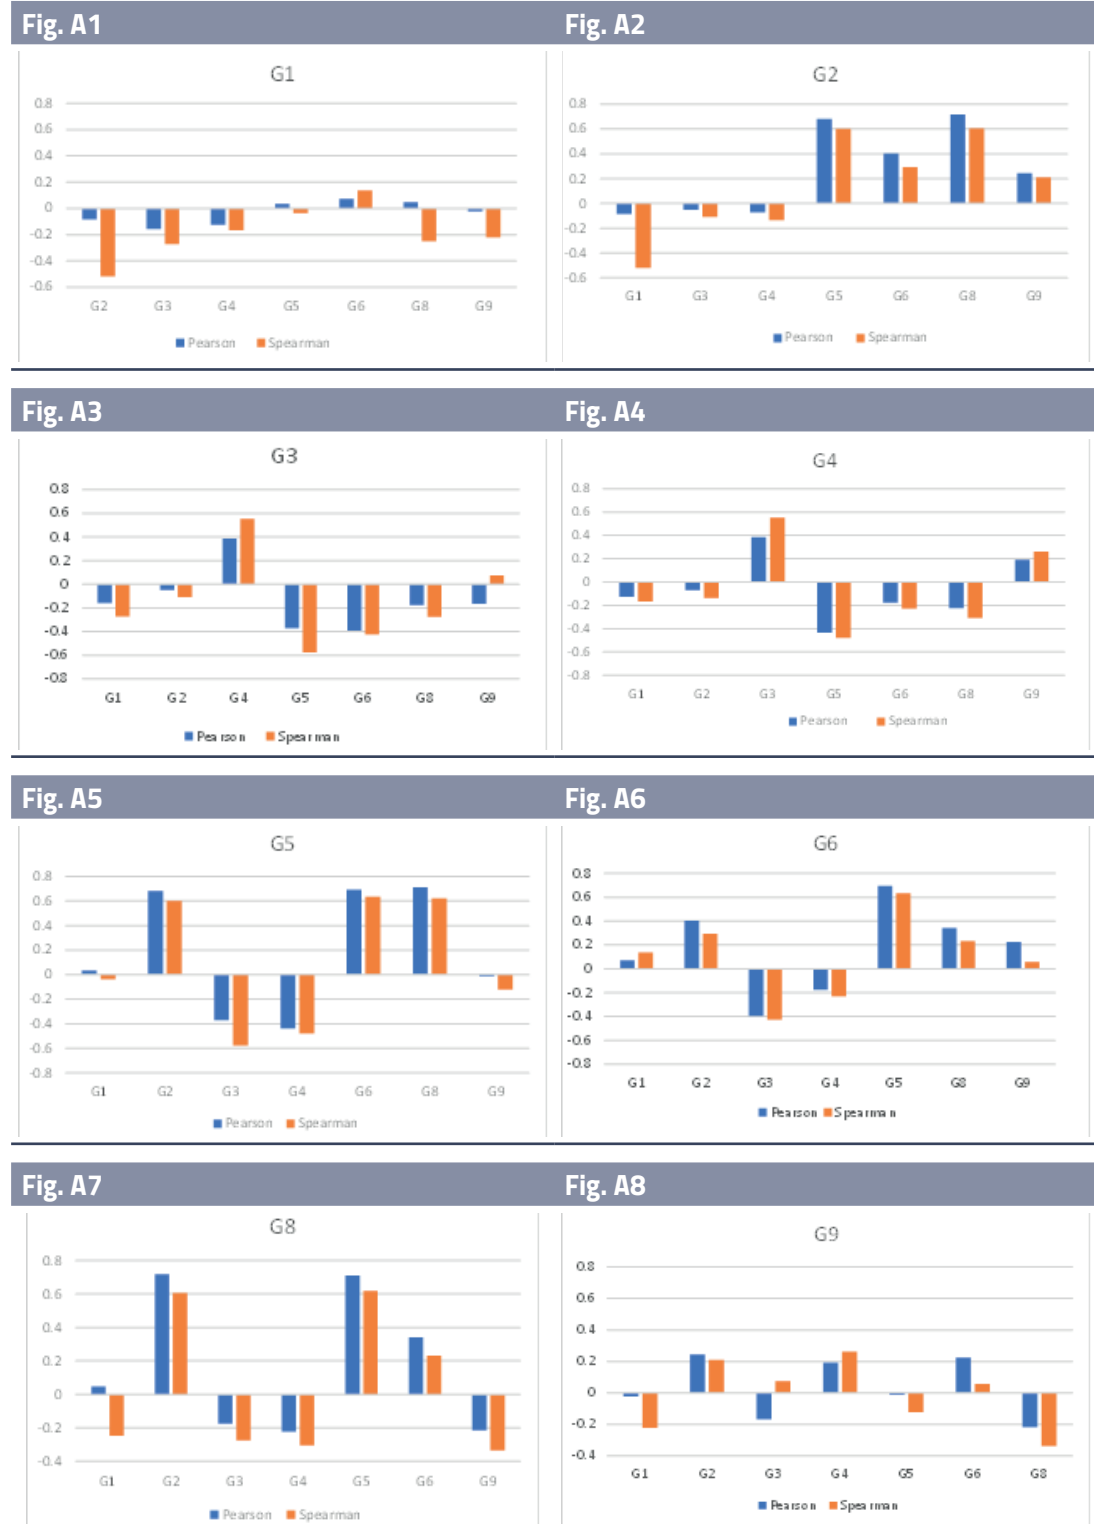 Fig. A1
G1
0.8
0.6
0.4
0.2
0
-0.2
-0.4
-0.6
G2 G3 G4 G5 G6 G8 G9
Pearson Spearman
Fig. A2
G2
0.8
0.6
0.4
0.2
0
-0.2
-0.4
-0.6
G1 G3 G4 G5 G6 G8 G9
Pearson Spearman
Fig. A3
G3
0.8
0.6
0.4
0.2
0
-0.2
-0.4
-0.6
-0.8
G1 G2 G4 G5 G6 G8 G9
Pearson Spearman
Fig. A4
G4
0.8
0.6
0.4
0.2
0
-0.2
-0.4
-0.6
-0.8
G1 G2 G3 G5 G6 G8 G9
Pearson Spearman
Fig. A5
G5
0.8
0.6
0.4
0.2
0
-0.2
-0.4
-0.6
-0.8
G1 G2 G3 G4 G6 G8 G9
Pearson Spearman
Fig. A6
G6
0.8
0.6
0.4
0.2
0
-0.2
-0.4
-0.6
-0.8
G1 G2 G3 G4 G5 G8 G9
Pearson Spearman
Fig. A7
G8
0.8
0.6
0.4
0.2
0
-0.2
-0.4
G1 G2 G3 G4 G5 G6 G9
Pearson Spearman
Fig. A8
G9
0.8
0.6
0.4
0.2
0
-0.2
-0.4
G1 G2 G3 G4 G5 G6 G8
Pearson Spearman